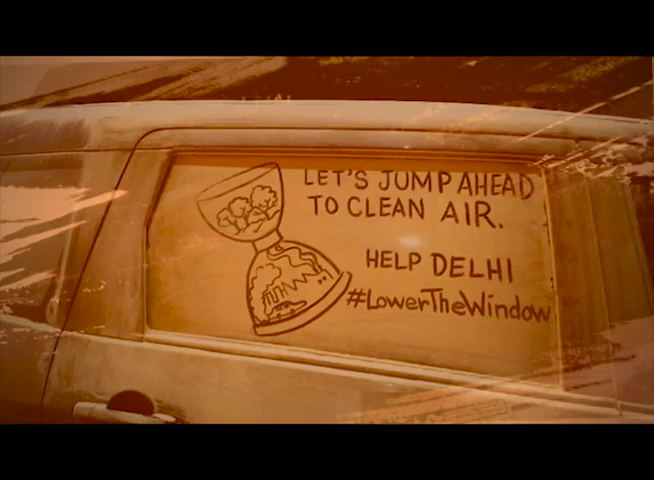 LET'S JUMP AHEAD
TO CLEAN AIR.
HELP DELHI
#LowerTheWindow